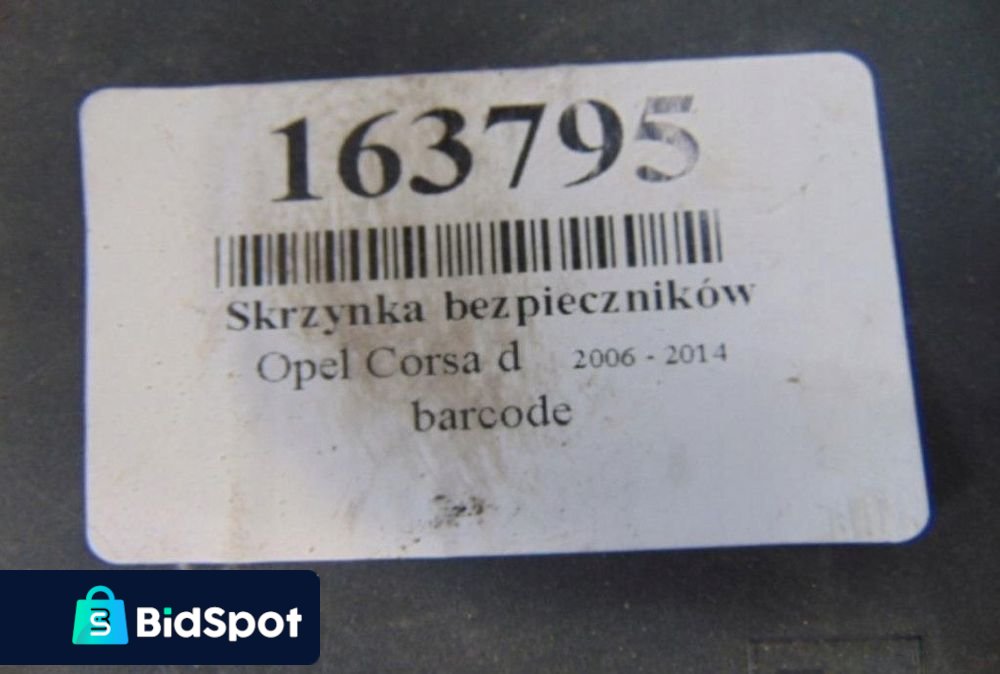 163795
Skrzynka bezpieczników
Opel Corsa d 2006 - 2014
barcode
BidSpot